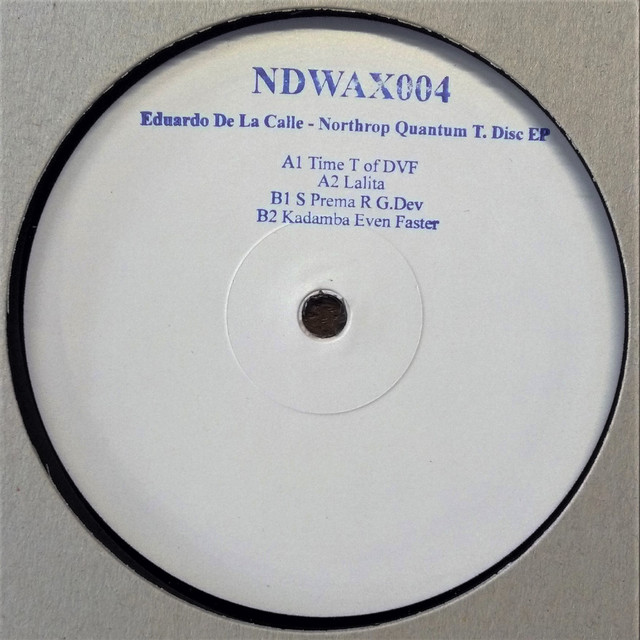 NDWAX004
Eduardo De La Calle - Northrop Quantum T. Disc EP
A1 Time T of DVF
A2 Lalita
B1 S Prema R G.Dev
B2 Kadamba Even Faster